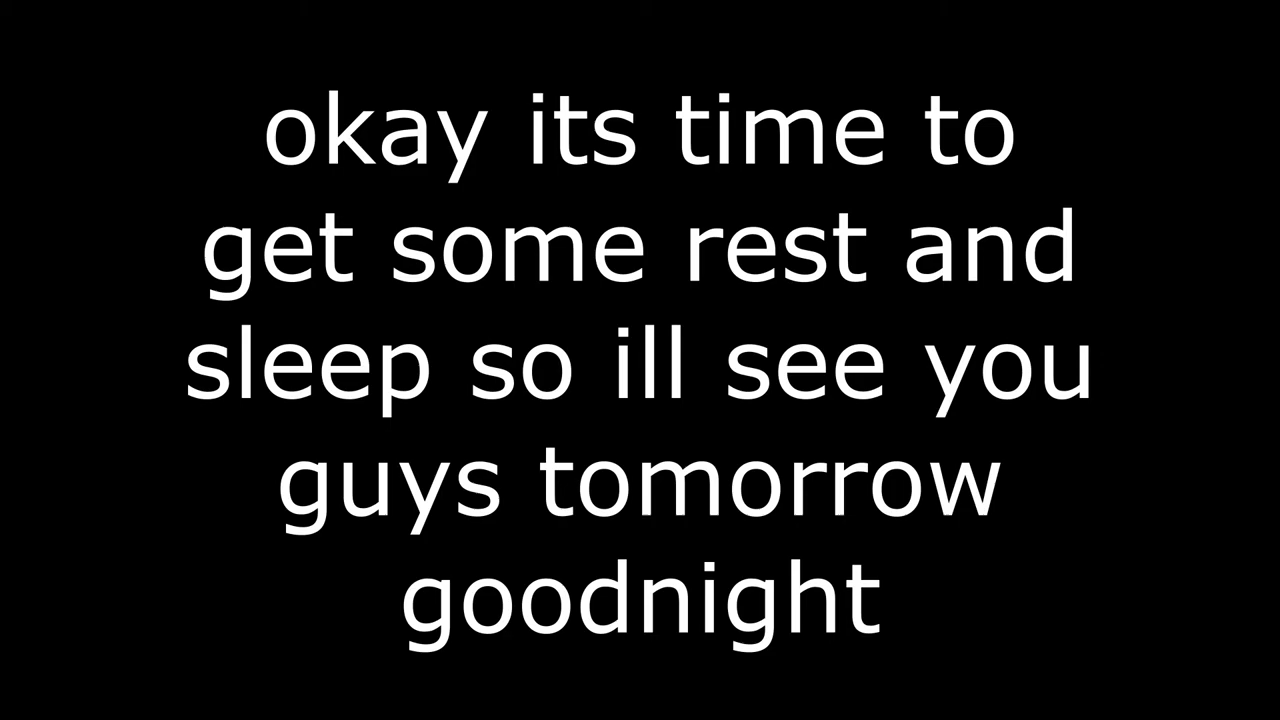 okay its time to
get some rest and
sleep so ill see you
guys tomorrow
goodnight